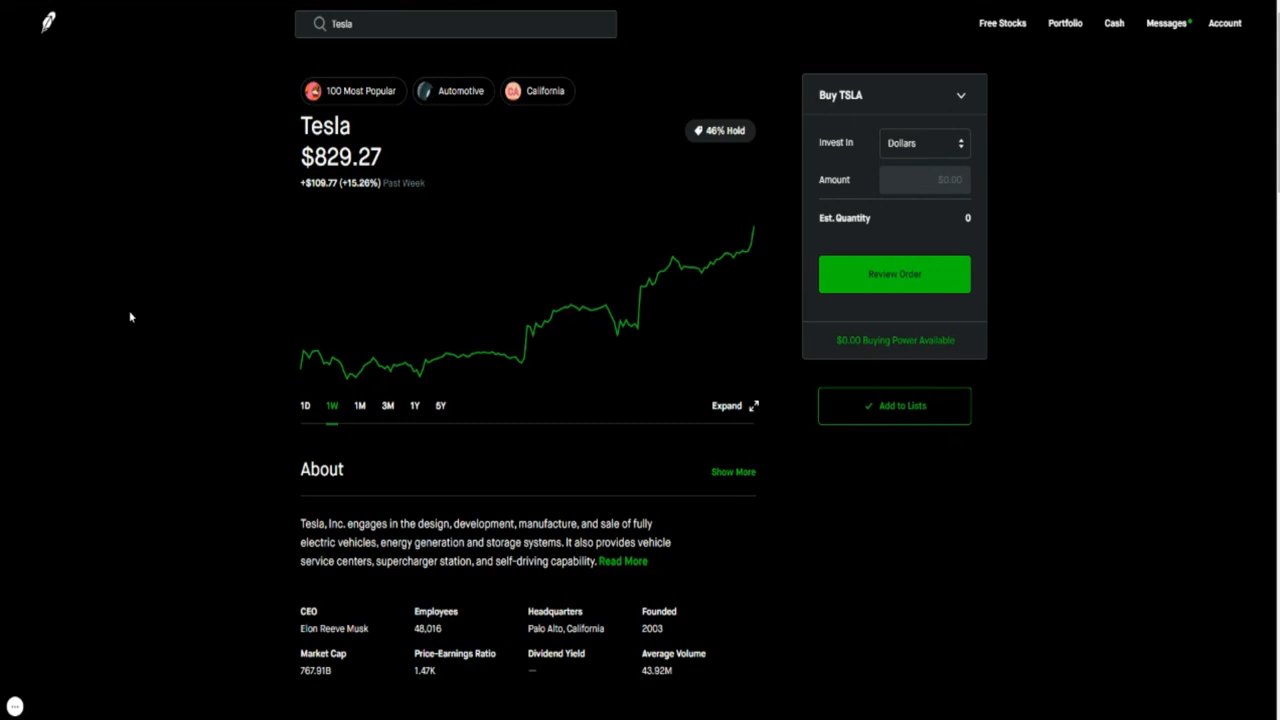 Tesla
Free Stocks Portfolio Cash Messages Account
100 Most Popular Automotive CA California
Tesla
46% Hold
$829.27
+$109.77 (+15.26%) Past Week
1D 1W 1M 3M 1Y 5Y
Expand
Buy TSLA
Invest In Dollars
Amount $0.00
Est. Quantity 0
Review Order
$0.00 Buying Power Available
Add to Lists
About
Show More
Tesla, Inc. engages in the design, development, manufacture, and sale of fully
electric vehicles, energy generation and storage systems. It also provides vehicle
service centers, supercharger station, and self-driving capability. Read More
CEO Employees Headquarters Founded
Elon Reeve Musk 48,016 Palo Alto, California 2003
Market Cap Price-Earnings Ratio Dividend Yield Average Volume
767.91B 1.47K — 43.92M